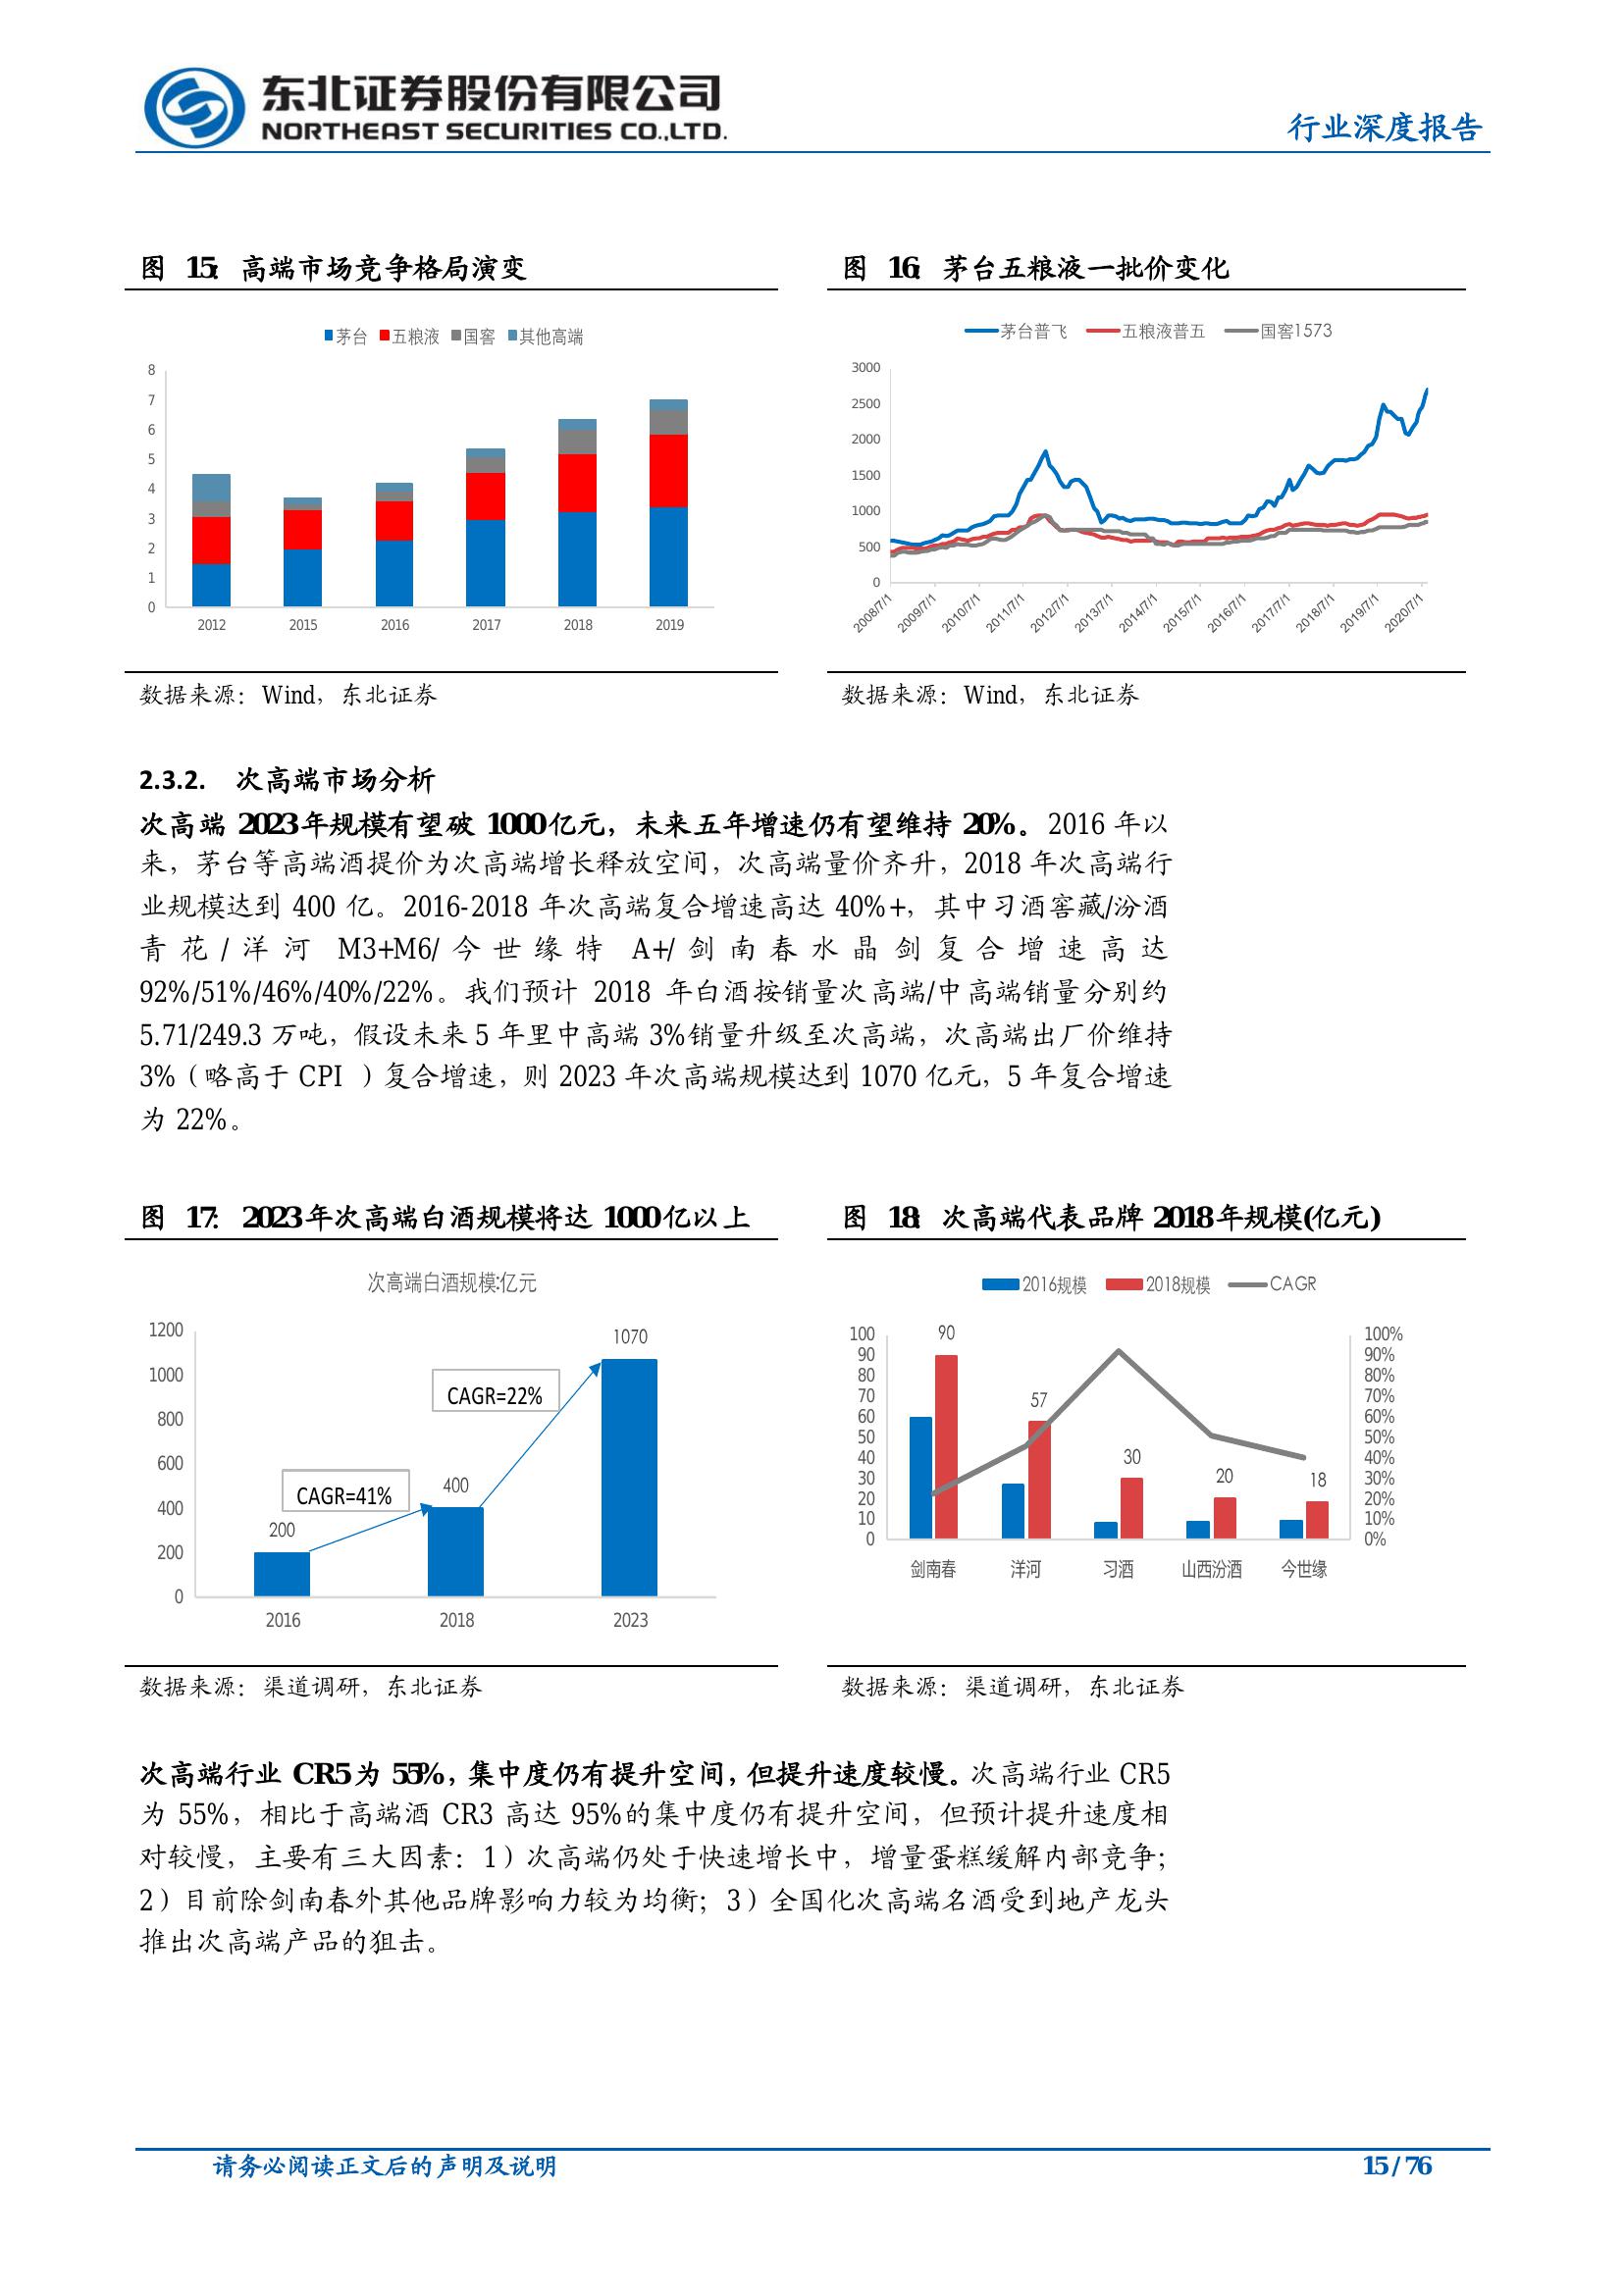 东北证券股份有限公司
NORTHEAST SECURITIES CO.,LTD.
行业深度报告
图 15: 高端市场竞争格局演变
茅台 五粮液 国窖 其他高端
8
7
6
5
4
3
2
1
0
2012 2015 2016 2017 2018 2019
数据来源：Wind，东北证券
图 16: 茅台五粮液一批价变化
茅台普飞 五粮液普五 国窖1573
3000
2500
2000
1500
1000
500
0
2008/7/1 2009/7/1 2010/7/1 2011/7/1 2012/7/1 2013/7/1 2014/7/1 2015/7/1 2016/7/1 2017/7/1 2018/7/1 2019/7/1 2020/7/1
数据来源：Wind，东北证券
2.3.2. 次高端市场分析
次高端 2023年规模有望破 1000亿元，未来五年增速仍有望维持 20%。2016 年以
来，茅台等高端酒提价为次高端增长释放空间，次高端量价齐升，2018 年次高端行
业规模达到 400 亿。2016-2018 年次高端复合增速高达 40%+，其中习酒窖藏/汾酒
青花/洋河 M3+M6/今世缘特 A+/剑南春水晶剑复合增速高达
92%/51%/46%/40%/22%。我们预计 2018 年白酒按销量次高端/中高端销量分别约
5.71/249.3 万吨，假设未来 5 年里中高端 3%销量升级至次高端，次高端出厂价维持
3%（略高于 CPI ）复合增速，则 2023 年次高端规模达到 1070 亿元，5 年复合增速
为 22%。
图 17: 2023年次高端白酒规模将达 1000亿以上
次高端白酒规模:亿元
1200
1000
800
600
400
200
0
200
400
1070
CAGR=41%
CAGR=22%
2016 2018 2023
数据来源：渠道调研，东北证券
图 18: 次高端代表品牌 2018年规模(亿元)
2016规模 2018规模 CAGR
100
90
80
70
60
50
40
30
20
10
0
90
57
30
20
18
100%
90%
80%
70%
60%
50%
40%
30%
20%
10%
0%
剑南春 洋河 习酒 山西汾酒 今世缘
数据来源：渠道调研，东北证券
次高端行业 CR5为 55%，集中度仍有提升空间，但提升速度较慢。次高端行业 CR5
为 55%，相比于高端酒 CR3 高达 95%的集中度仍有提升空间，但预计提升速度相
对较慢，主要有三大因素：1）次高端仍处于快速增长中，增量蛋糕缓解内部竞争；
2）目前除剑南春外其他品牌影响力较为均衡；3）全国化次高端名酒受到地产龙头
推出次高端产品的狙击。
请务必阅读正文后的声明及说明
15 / 76